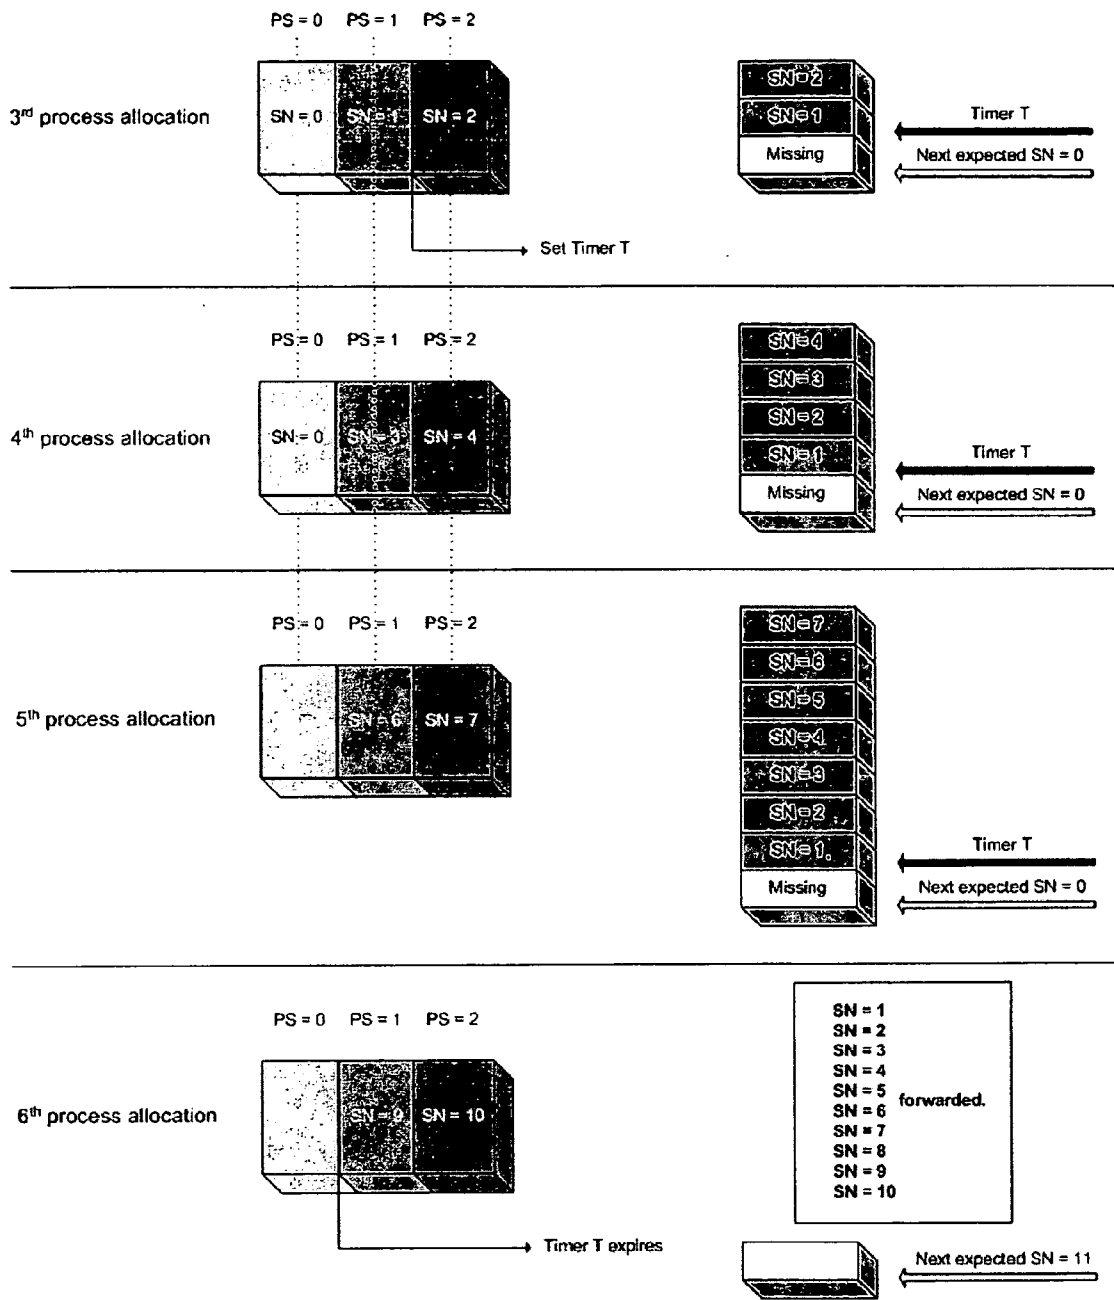 PS = 0 PS = 1 PS = 2
3rd process allocation
SN = 0 SN = 1 SN = 2
SN = 2
SN = 1
Missing
Timer T
Next expected SN = 0
Set Timer T
PS = 0 PS = 1 PS = 2
4th process allocation
SN = 0 SN = 3 SN = 4
SN = 4
SN = 3
SN = 2
SN = 1
Missing
Timer T
Next expected SN = 0
PS = 0 PS = 1 PS = 2
5th process allocation
SN = 6 SN = 7
SN = 7
SN = 6
SN = 5
SN = 4
SN = 3
SN = 2
SN = 1
Missing
Timer T
Next expected SN = 0
PS = 0 PS = 1 PS = 2
6th process allocation
SN = 9 SN = 10
SN = 1
SN = 2
SN = 3
SN = 4
SN = 5
SN = 6
SN = 7
SN = 8
SN = 9
SN = 10
forwarded.
Timer T expires
Next expected SN = 11